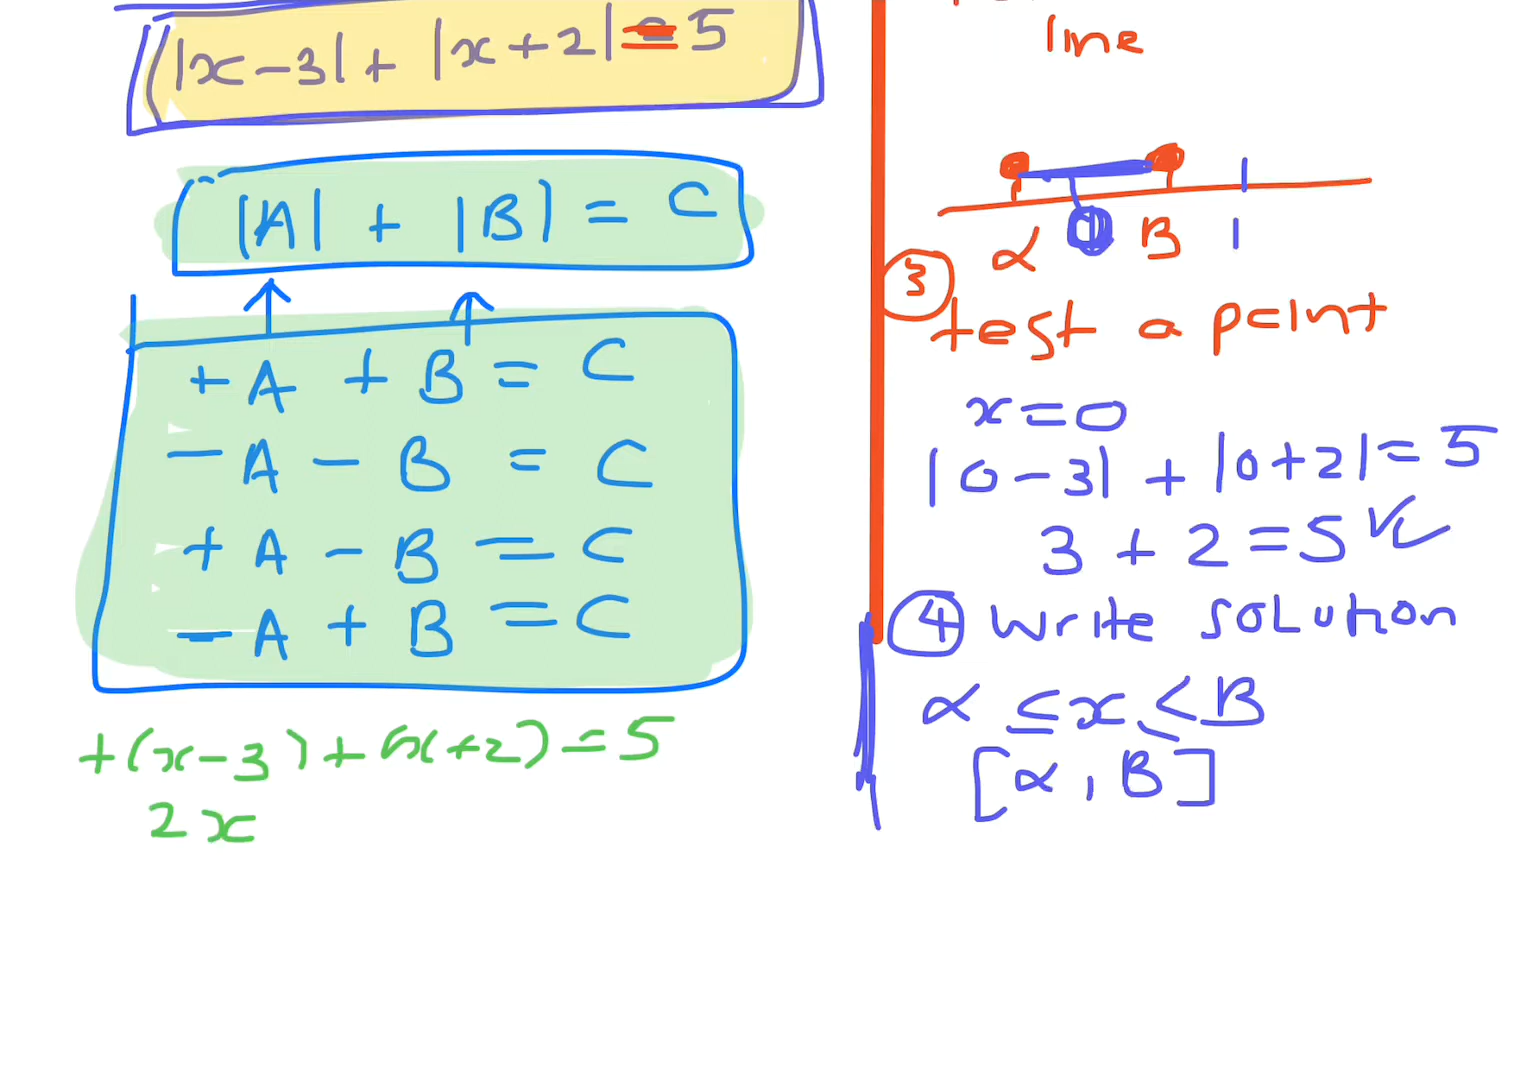 |x-3| + |x+2| = 5
|A| + |B| = C
+A + B = C
-A - B = C
+A - B = C
-A + B = C
+(x-3) + (x+2) = 5
2x
line
α B 1
③
test a point
x=0
|0-3| + |0+2| = 5
3 + 2 = 5
④ write solution
α ≤ x ≤ B
[α, B]